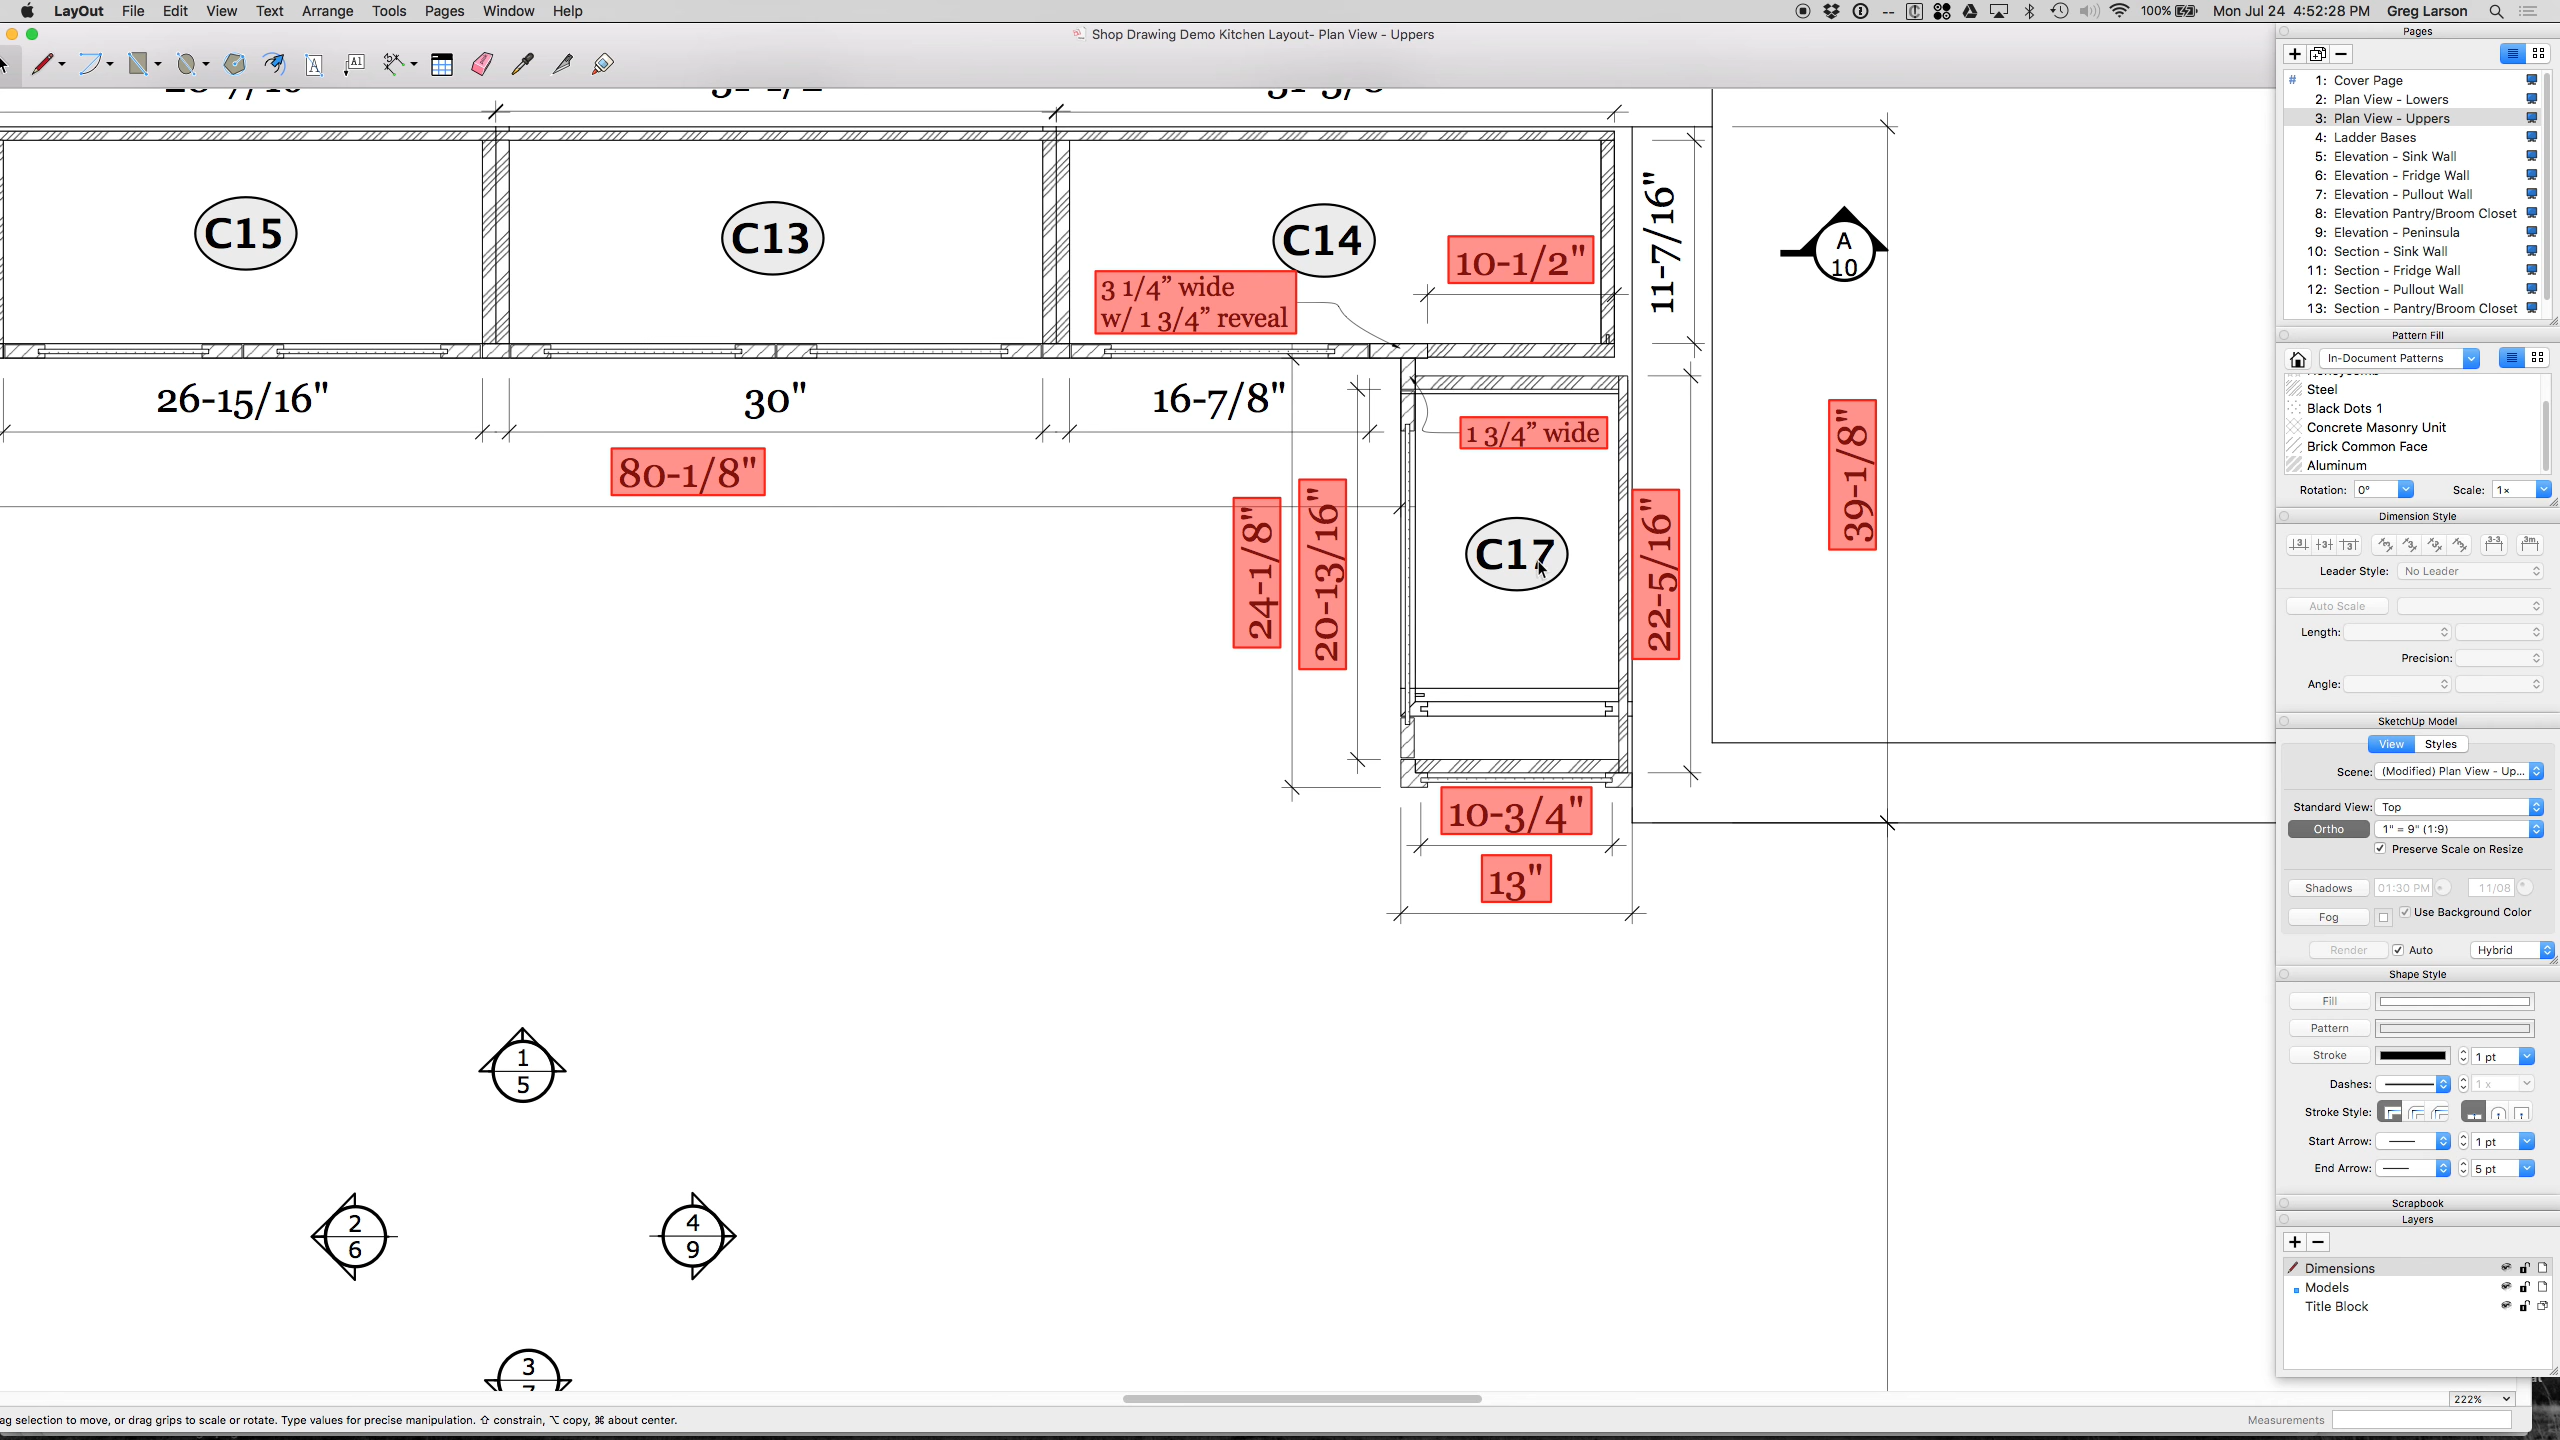 LayOut File Edit View Text Arrange Tools Pages Window Help 100% Mon Jul 24 4:52:28 PM Greg Larson
Shop Drawing Demo Kitchen Layout- Plan View - Uppers
C15
C13
C14
10-1/2"
3 1/4” wide
w/ 1 3/4” reveal
11-7/16"
A
10
26-15/16"
30"
16-7/8"
1 3/4” wide
80-1/8"
24-1/8"
20-13/16"
C17
22-5/16"
39-1/8"
10-3/4"
13"
1
5
2
6
4
9
3
Pages
# 1: Cover Page
2: Plan View - Lowers
3: Plan View - Uppers
4: Ladder Bases
5: Elevation - Sink Wall
6: Elevation - Fridge Wall
7: Elevation - Pullout Wall
8: Elevation Pantry/Broom Closet
9: Elevation - Peninsula
10: Section - Sink Wall
11: Section - Fridge Wall
12: Section - Pullout Wall
13: Section - Pantry/Broom Closet
Pattern Fill
In-Document Patterns
Steel
Black Dots 1
Concrete Masonry Unit
Brick Common Face
Aluminum
Rotation: 0° Scale: 1x
Dimension Style
Leader Style: No Leader
Auto Scale
Length:
Precision:
Angle:
SketchUp Model
View Styles
Scene: (Modified) Plan View - Up...
Standard View: Top
Ortho 1" = 9" (1:9)
Preserve Scale on Resize
Shadows 01:30 PM 11/08
Fog Use Background Color
Render Auto Hybrid
Shape Style
Fill
Pattern
Stroke 1 pt
Dashes: 1 x
Stroke Style:
Start Arrow: 1 pt
End Arrow: 5 pt
Scrapbook
Layers
Dimensions
Models
Title Block
222%
ag selection to move, or drag grips to scale or rotate. Type values for precise manipulation. ⇧ constrain, ⌥ copy, ⌘ about center.
Measurements